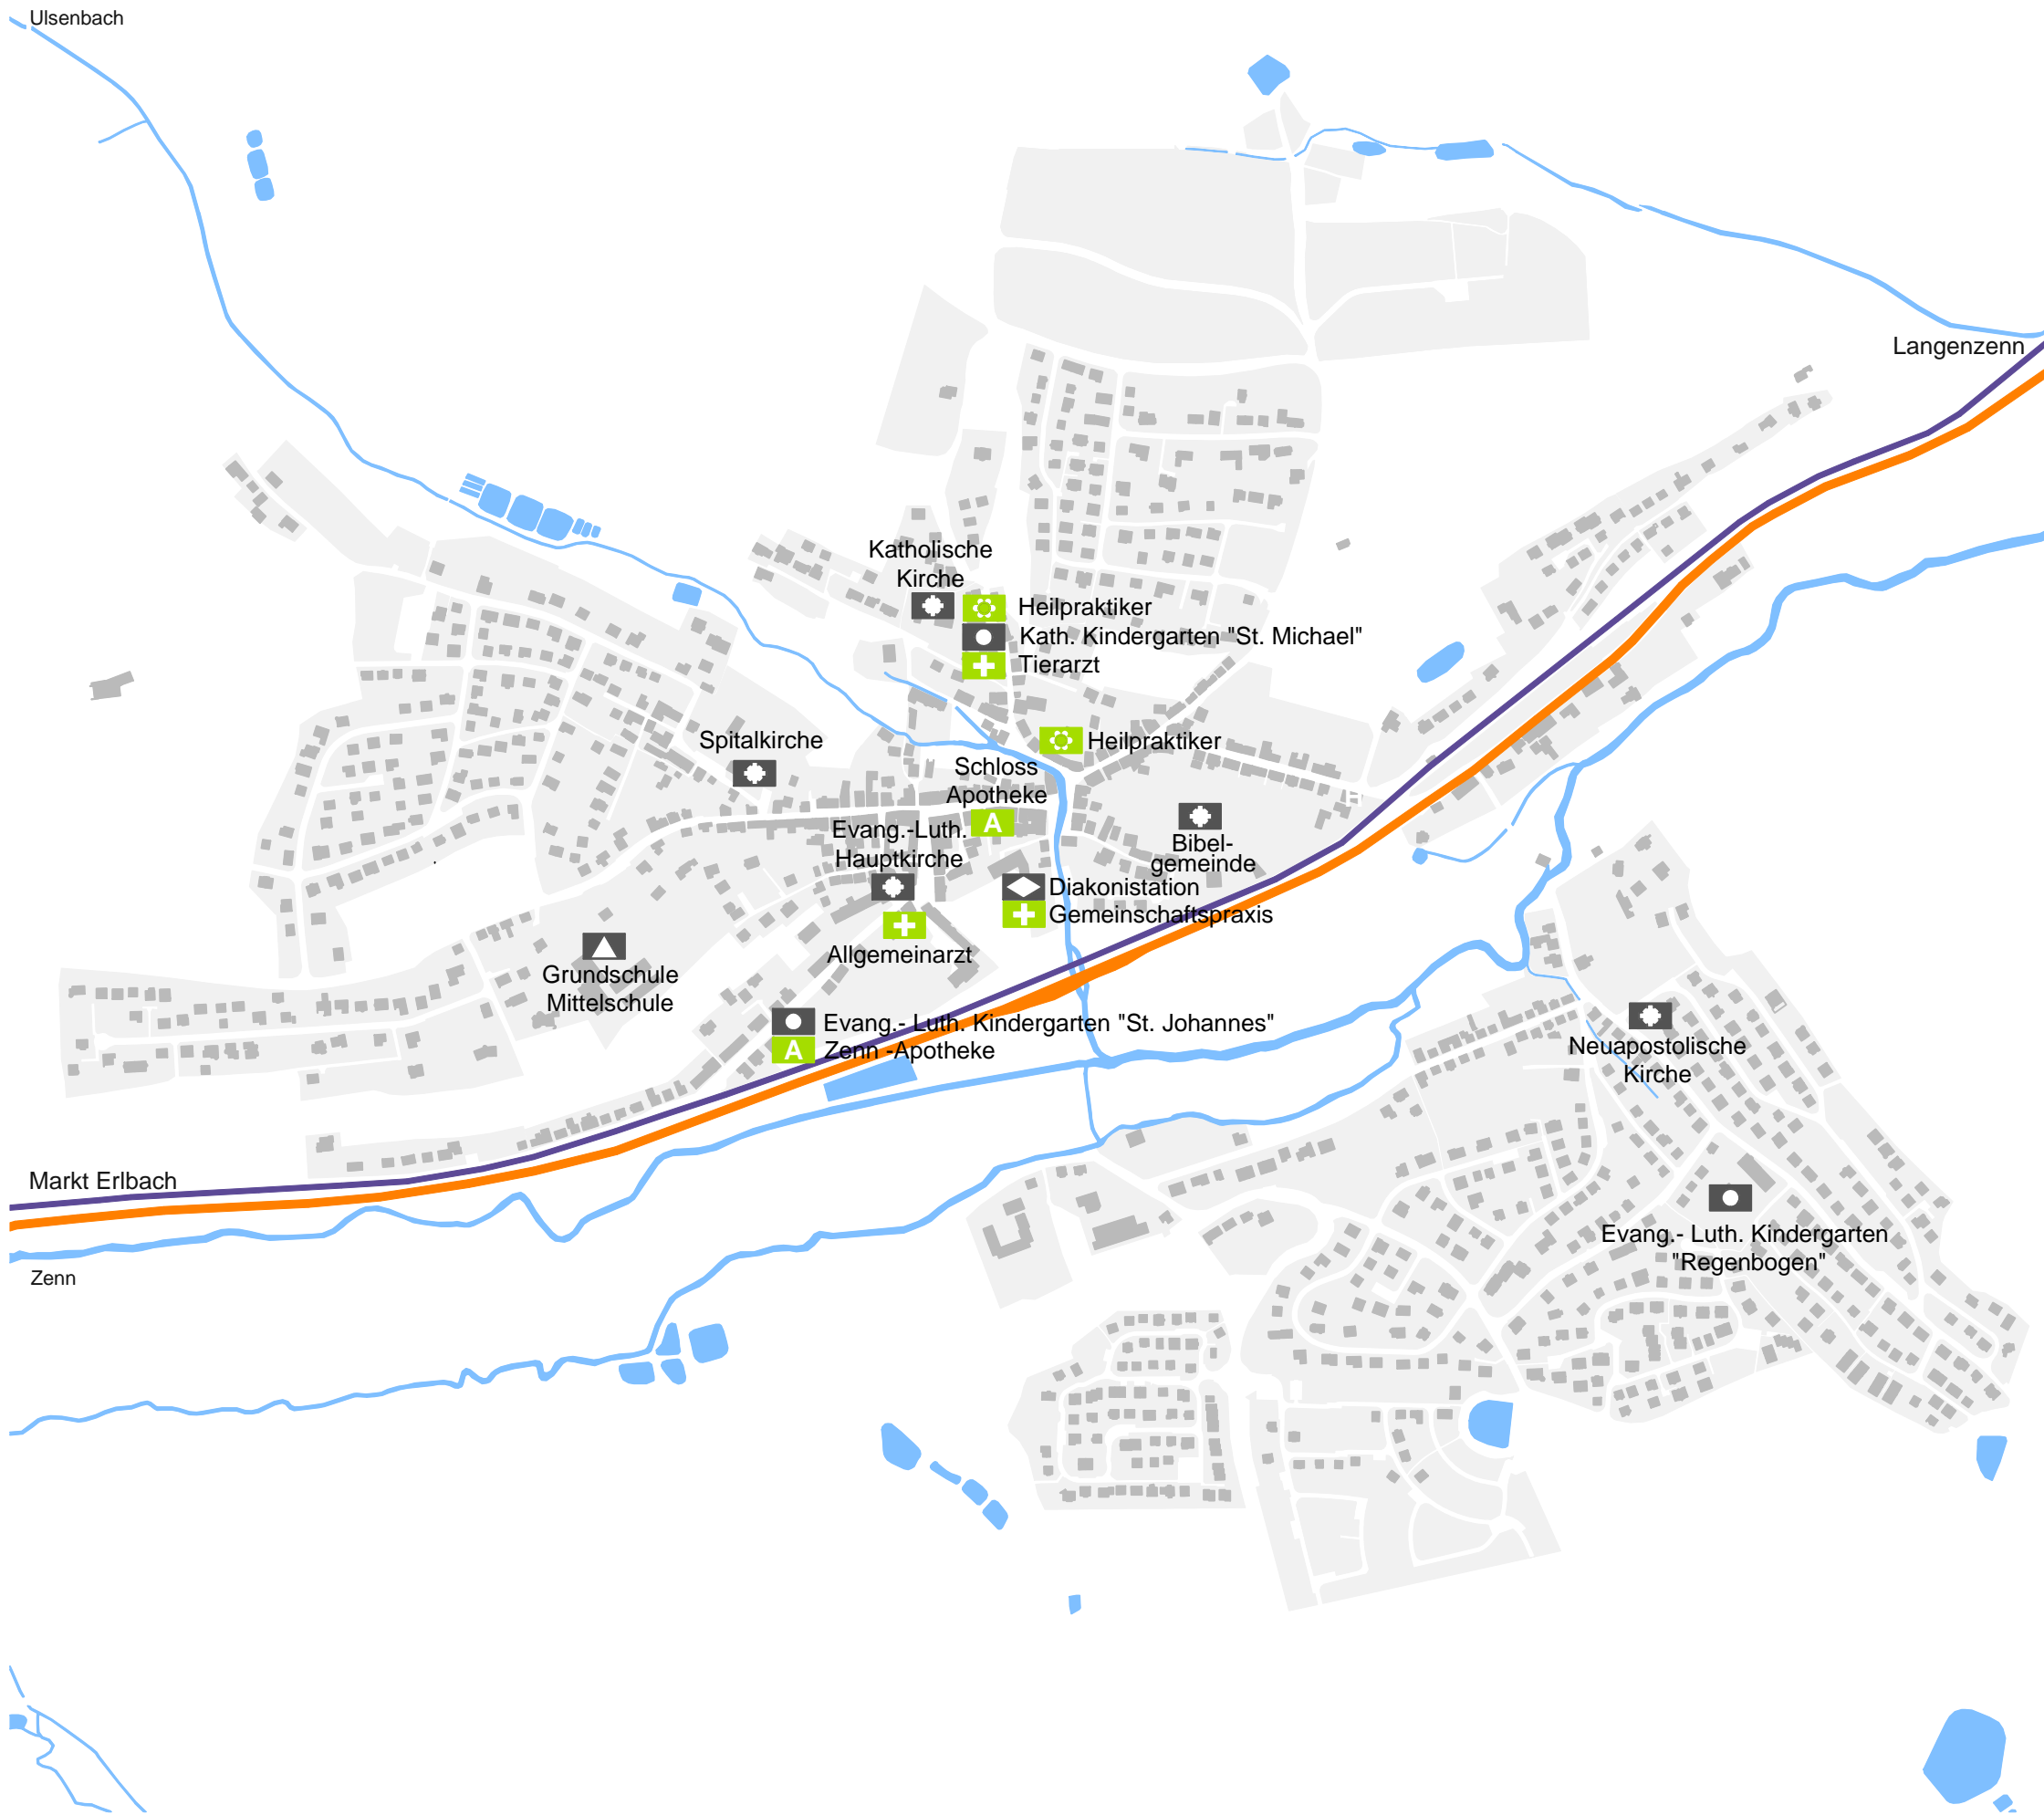 Ulsenbach
Langenzenn
Katholische
Kirche
Heilpraktiker
Kath. Kindergarten "St. Michael"
Tierarzt
Spitalkirche
Heilpraktiker
Schloss
Apotheke
A
Evang.-Luth.
Hauptkirche
Bibel-
gemeinde
Diakonistation
Gemeinschaftspraxis
Allgemeinarzt
Grundschule
Mittelschule
Evang.- Luth. Kindergarten "St. Johannes"
A Zenn -Apotheke
Neuapostolische
Kirche
Markt Erlbach
Evang.- Luth. Kindergarten
"Regenbogen"
Zenn